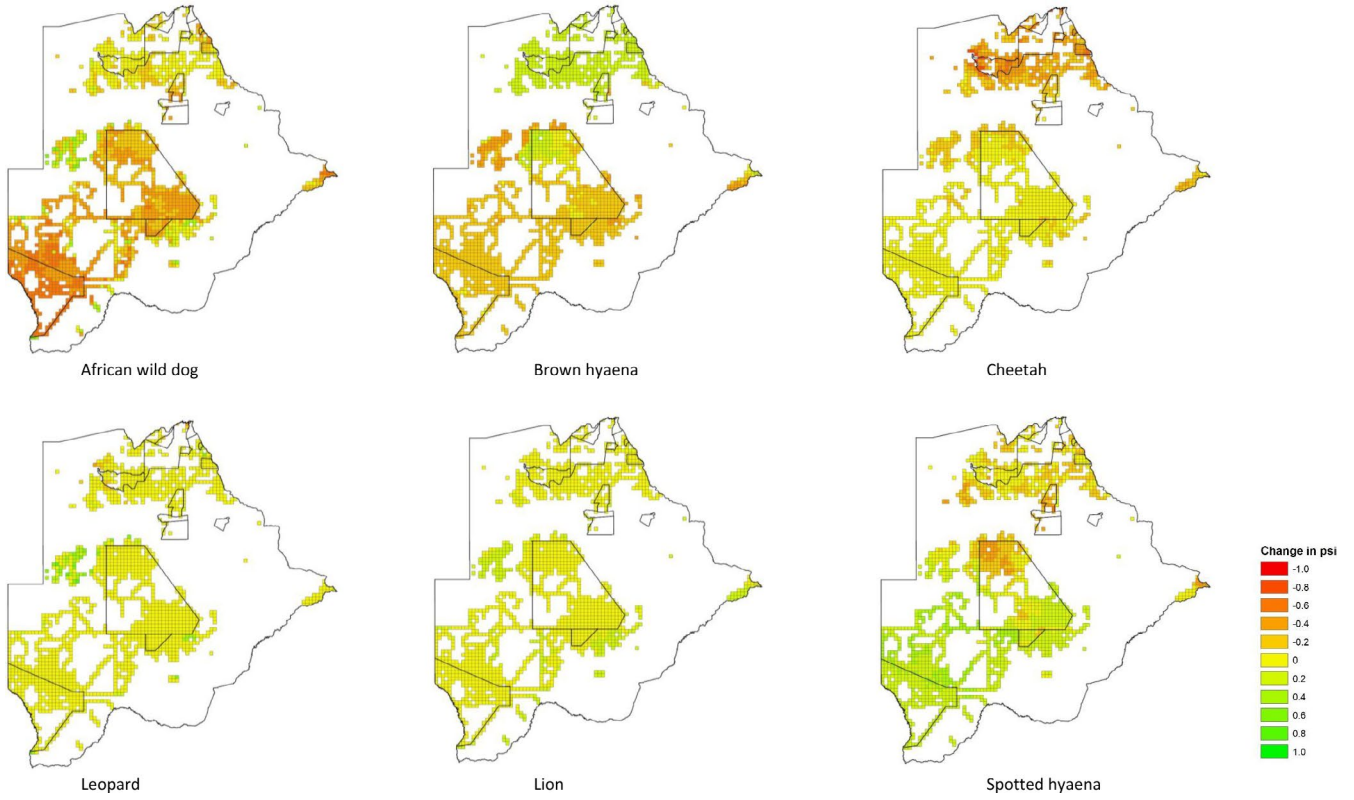 African wild dog
Brown hyaena
Cheetah
Leopard
Lion
Spotted hyaena
Change in psi
-1.0
-0.8
-0.6
-0.4
-0.2
0
0.2
0.4
0.6
0.8
1.0